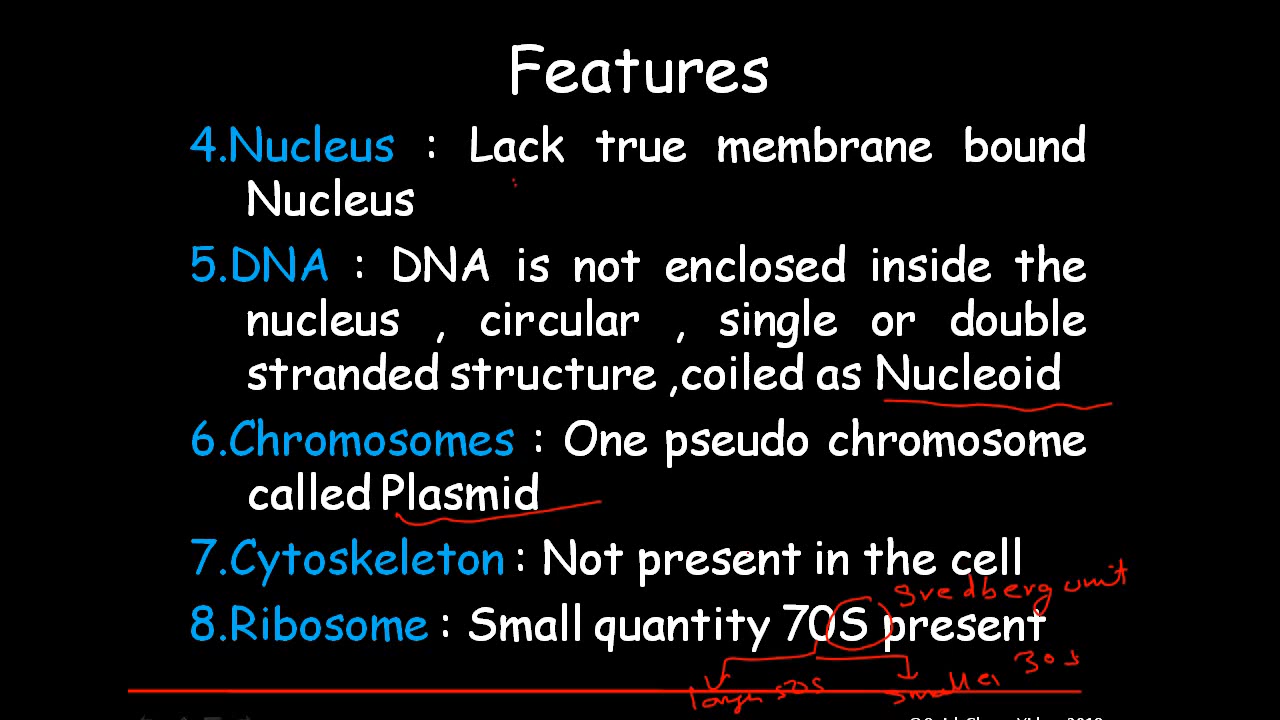 Features
4.Nucleus : Lack true membrane bound
Nucleus
5.DNA : DNA is not enclosed inside the
nucleus , circular , single or double
stranded structure ,coiled as Nucleoid
6.Chromosomes : One pseudo chromosome
called Plasmid
7.Cytoskeleton : Not present in the cell
svedberg unit
8.Ribosome : Small quantity 70S present
larger 50s smaller 30s